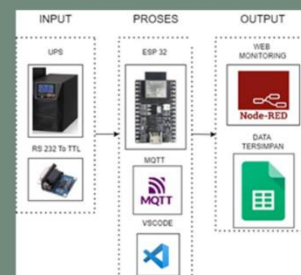 INPUT
UPS
RS 232 To TTL
PROSES
ESP 32
MQTT
MQTT
VSCODE
OUTPUT
WEB
MONITORING
Node-RED
DATA
TERSIMPAN